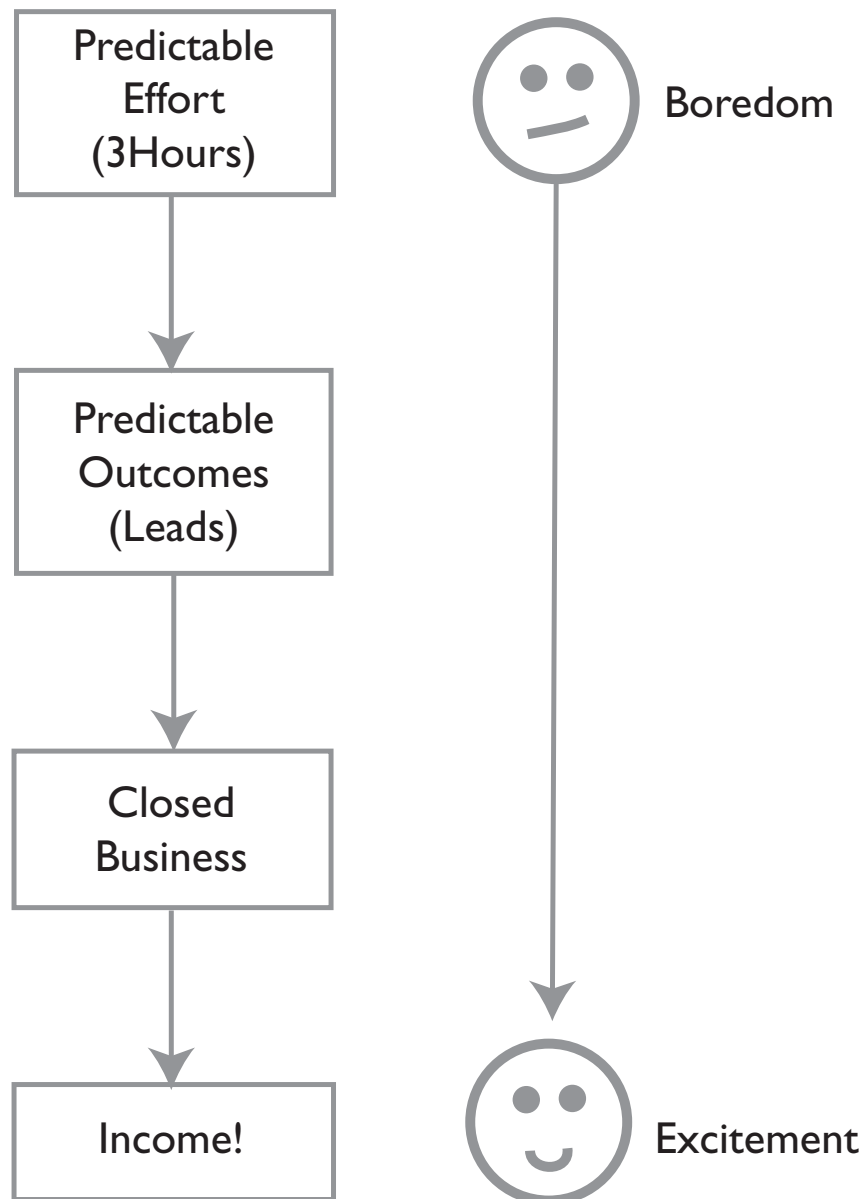 Predictable
Effort
(3Hours)
Boredom
Predictable
Outcomes
(Leads)
Closed
Business
Income!
Excitement